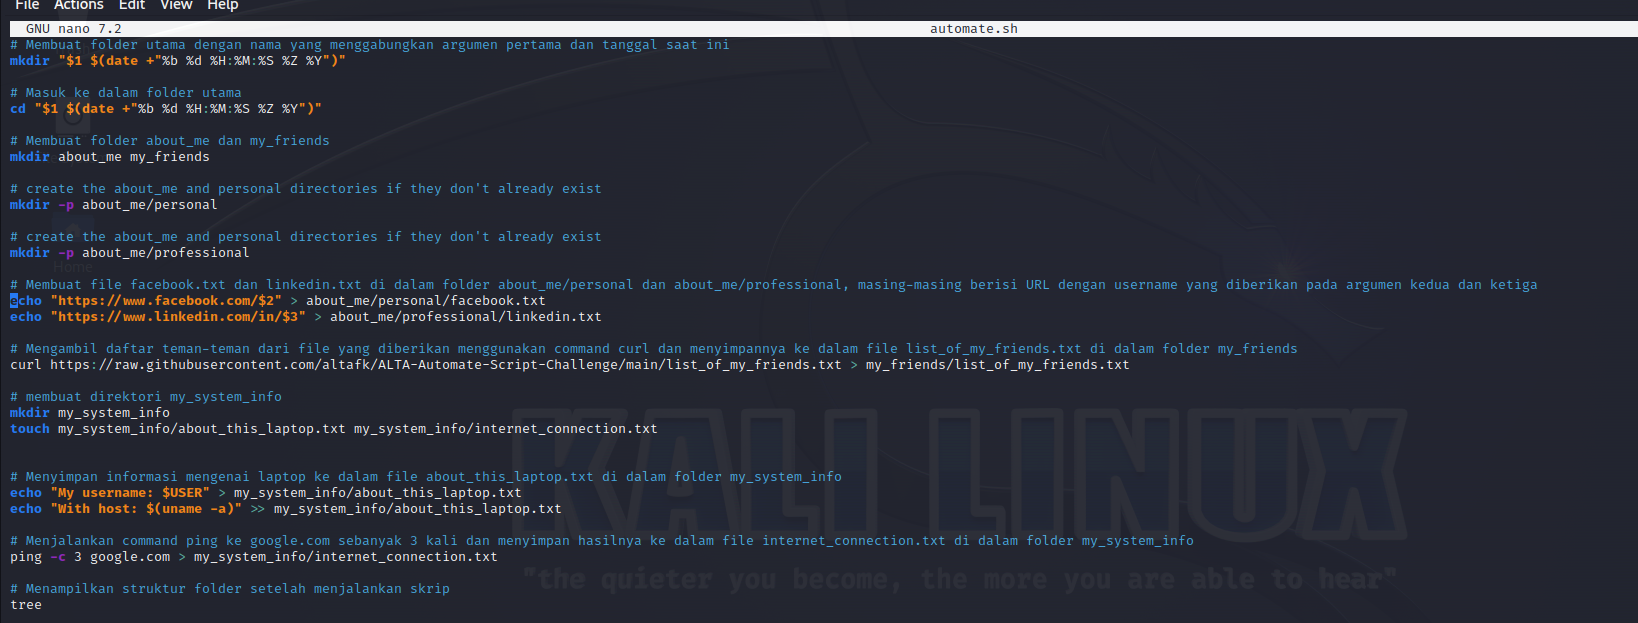 File Actions Edit View Help
GNU nano 7.2 automate.sh
# Membuat folder utama dengan nama yang menggabungkan argumen pertama dan tanggal saat ini
mkdir "$1 $(date +"%b %d %H:%M:%S %Z %Y")"
# Masuk ke dalam folder utama
cd "$1 $(date +"%b %d %H:%M:%S %Z %Y")"
# Membuat folder about_me dan my_friends
mkdir about_me my_friends
# create the about_me and personal directories if they don't already exist
mkdir -p about_me/personal
# create the about_me and personal directories if they don't already exist
mkdir -p about_me/professional
Home
# Membuat file facebook.txt dan linkedin.txt di dalam folder about_me/personal dan about_me/professional, masing-masing berisi URL dengan username yang diberikan pada argumen kedua dan ketiga
echo "https://www.facebook.com/$2" > about_me/personal/facebook.txt
echo "https://www.linkedin.com/in/$3" > about_me/professional/linkedin.txt
# Mengambil daftar teman-teman dari file yang diberikan menggunakan command curl dan menyimpannya ke dalam file list_of_my_friends.txt di dalam folder my_friends
curl https://raw.githubusercontent.com/altafk/ALTA-Automate-Script-Challenge/main/list_of_my_friends.txt > my_friends/list_of_my_friends.txt
# membuat direktori my_system_info
mkdir my_system_info
touch my_system_info/about_this_laptop.txt my_system_info/internet_connection.txt
KALI LINUX
# Menyimpan informasi mengenai laptop ke dalam file about_this_laptop.txt di dalam folder my_system_info
echo "My username: $USER" > my_system_info/about_this_laptop.txt
echo "With host: $(uname -a)" >> my_system_info/about_this_laptop.txt
# Menjalankan command ping ke google.com sebanyak 3 kali dan menyimpan hasilnya ke dalam file internet_connection.txt di dalam folder my_system_info
ping -c 3 google.com > my_system_info/internet_connection.txt
"the quieter you become, the more you are able to hear"
# Menampilkan struktur folder setelah menjalankan skrip
tree